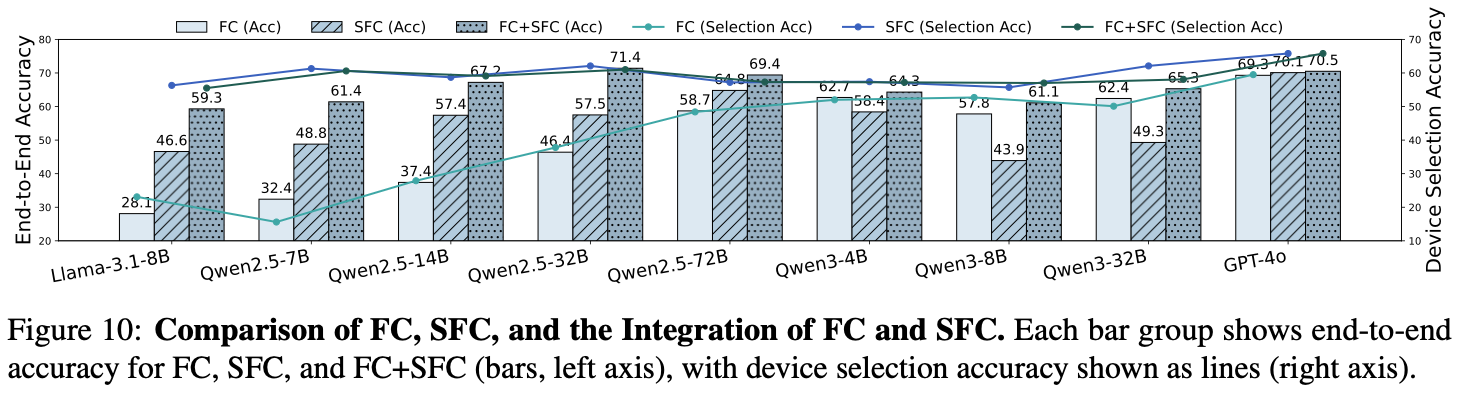 FC (Acc) SFC (Acc) FC+SFC (Acc) FC (Selection Acc) SFC (Selection Acc) FC+SFC (Selection Acc)
End-to-End Accuracy
80
70
60
50
40
30
20
28.1 46.6 59.3
32.4 48.8 61.4
37.4 57.4 67.2
46.4 57.5 71.4
58.7 64.8 69.4
62.7 58.4 64.3
57.8 43.9 61.1
62.4 49.3 65.3
69.3 70.1 70.5
70
60
50
40
30
20
10
Device Selection Accuracy
Llama-3.1-8B Qwen2.5-7B Qwen2.5-14B Qwen2.5-32B Qwen2.5-72B Qwen3-4B Qwen3-8B Qwen3-32B GPT-4o
Figure 10: Comparison of FC, SFC, and the Integration of FC and SFC. Each bar group shows end-to-end
accuracy for FC, SFC, and FC+SFC (bars, left axis), with device selection accuracy shown as lines (right axis).